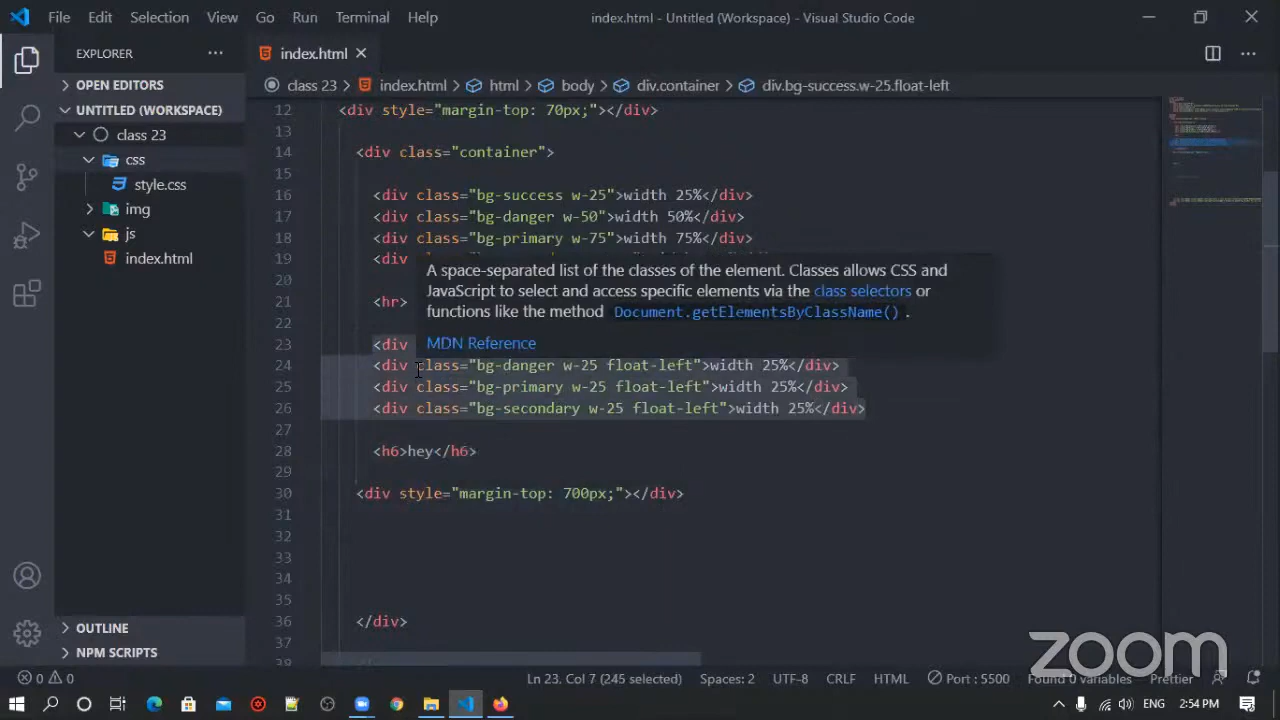 File Edit Selection View Go Run Terminal Help
index.html - Untitled (Workspace) - Visual Studio Code
EXPLORER
index.html
OPEN EDITORS
UNTITLED (WORKSPACE)
class 23
css
style.css
img
js
index.html
OUTLINE
NPM SCRIPTS
class 23 index.html html body div.container div.bg-success.w-25.float-left
12 <div style="margin-top: 70px;"></div>
13
14 <div class="container">
15
16 <div class="bg-success w-25">width 25%</div>
17 <div class="bg-danger w-50">width 50%</div>
18 <div class="bg-primary w-75">width 75%</div>
19 <div
20
21 <hr>
22
23 <div
24 <div class="bg-danger w-25 float-left">width 25%</div>
25 <div class="bg-primary w-25 float-left">width 25%</div>
26 <div class="bg-secondary w-25 float-left">width 25%</div>
27
28 <h6>hey</h6>
29
30 <div style="margin-top: 700px;"></div>
31
32
33
34
35
36 </div>
37
38
A space-separated list of the classes of the element. Classes allows CSS and
JavaScript to select and access specific elements via the class selectors or
functions like the method Document.getElementsByClassName() .
MDN Reference
zoom
0 0 Ln 23, Col 7 (245 selected) Spaces: 2 UTF-8 CRLF HTML Port : 5500 Found 0 variables Prettier
ENG 2:54 PM